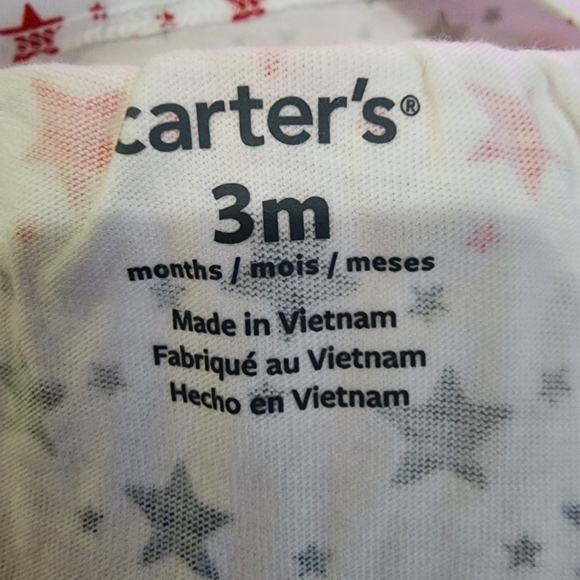 carter's®
3m
months / mois / meses
Made in Vietnam
Fabriqué au Vietnam
Hecho en Vietnam